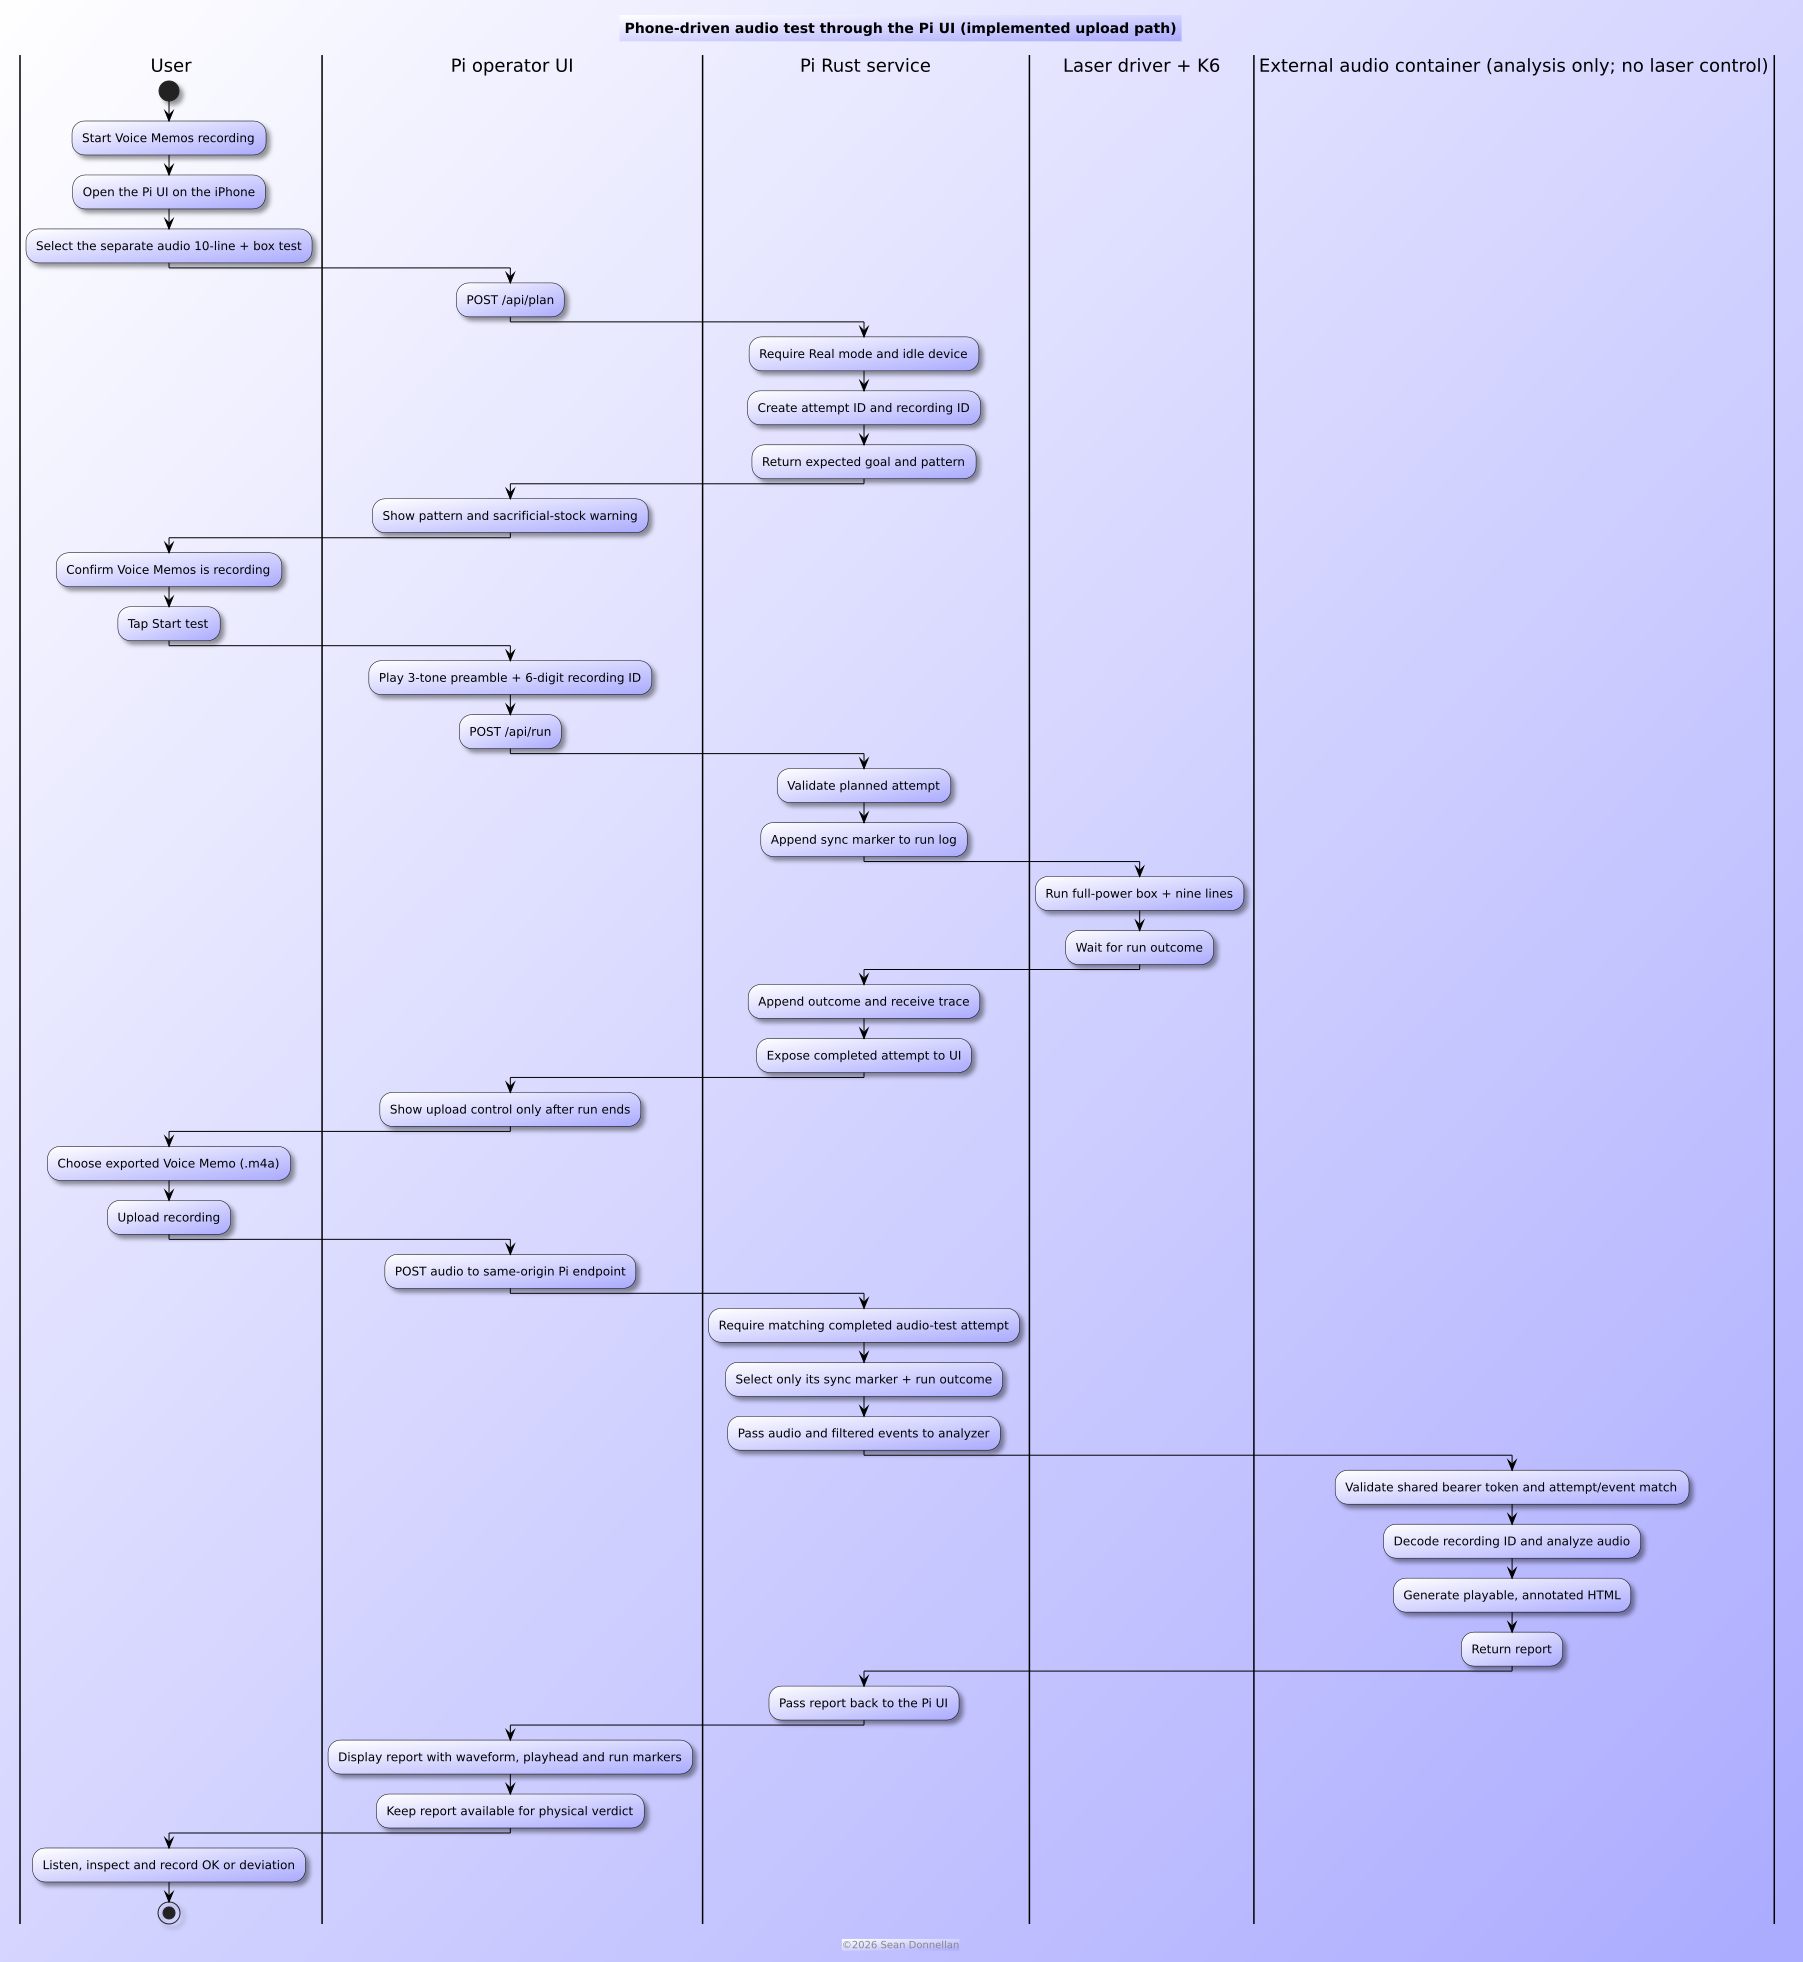 Phone-driven audio test through the Pi UI (implemented upload path)
User
Pi operator UI
Pi Rust service
Laser driver + K6
External audio container (analysis only; no laser control)
Start Voice Memos recording
Open the Pi UI on the iPhone
Select the separate audio 10-line + box test
POST /api/plan
Require Real mode and idle device
Create attempt ID and recording ID
Return expected goal and pattern
Show pattern and sacrificial-stock warning
Confirm Voice Memos is recording
Tap Start test
Play 3-tone preamble + 6-digit recording ID
POST /api/run
Validate planned attempt
Append sync marker to run log
Run full-power box + nine lines
Wait for run outcome
Append outcome and receive trace
Expose completed attempt to UI
Show upload control only after run ends
Choose exported Voice Memo (.m4a)
Upload recording
POST audio to same-origin Pi endpoint
Require matching completed audio-test attempt
Select only its sync marker + run outcome
Pass audio and filtered events to analyzer
Validate shared bearer token and attempt/event match
Decode recording ID and analyze audio
Generate playable, annotated HTML
Return report
Pass report back to the Pi UI
Display report with waveform, playhead and run markers
Keep report available for physical verdict
Listen, inspect and record OK or deviation
©2026 Sean Donnellan